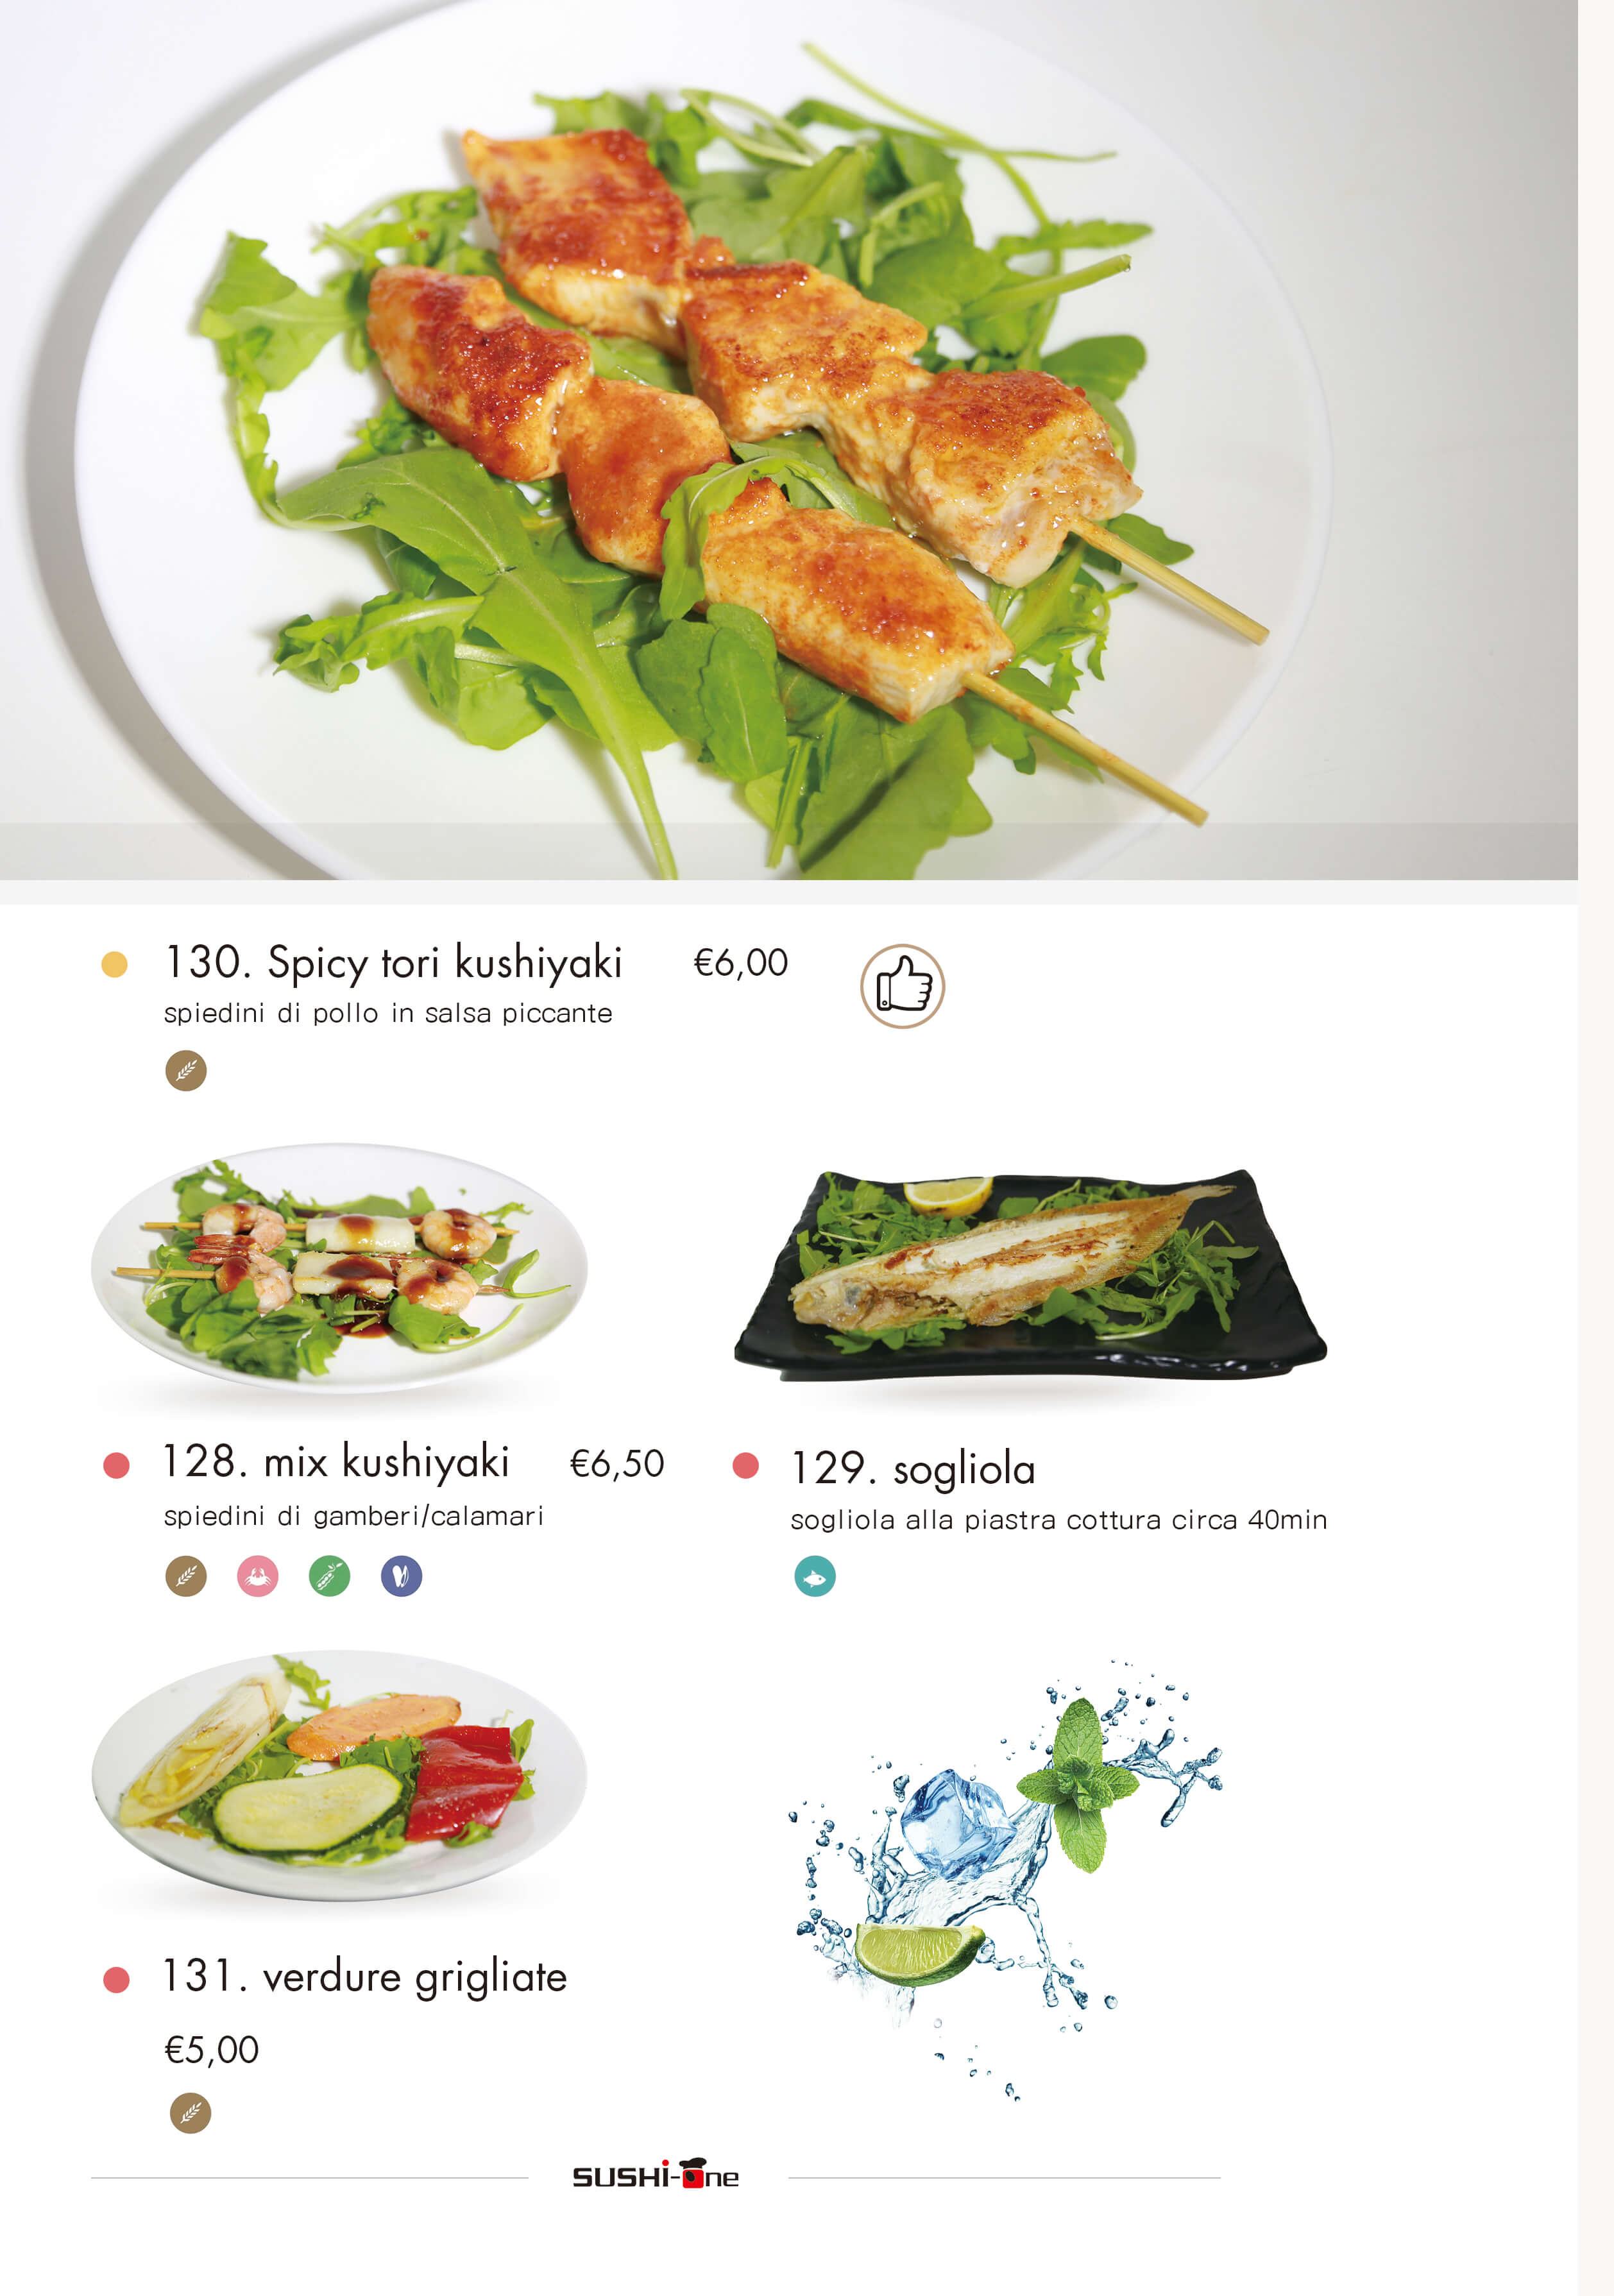 130. Spicy tori kushiyaki €6,00
spiedini di pollo in salsa piccante
128. mix kushiyaki €6,50
spiedini di gamberi/calamari
129. sogliola
sogliola alla piastra cottura circa 40min
131. verdure grigliate
€5,00
SUSHi-One